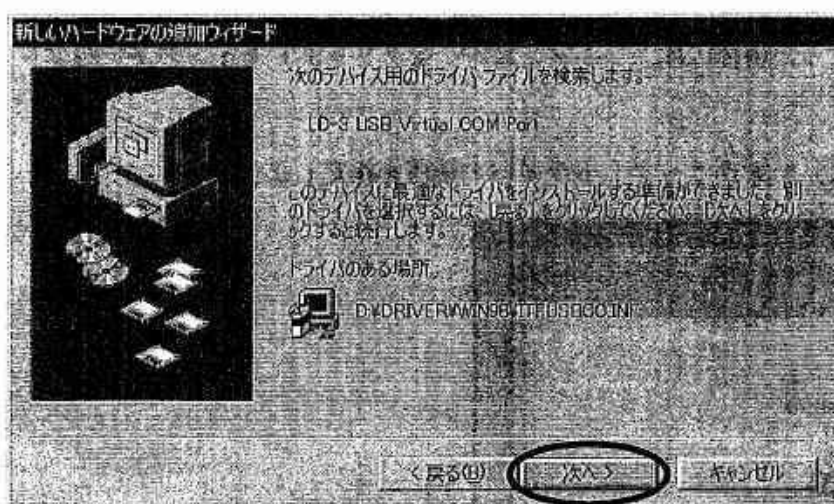 新しいハードウェアの追加ウィザード
次のデバイス用のドライバ ファイルを検索します。
LD-3 USB Virtual COM Port
このデバイスに最適なドライバをインストールする準備ができました。別
のドライバを選択するには、[戻る] をクリックしてください。[次へ] をクリ
ックすると続行します。
ドライバのある場所:
D:¥DRIVER¥WIN98¥
< 戻る(B)
次へ >
キャンセル